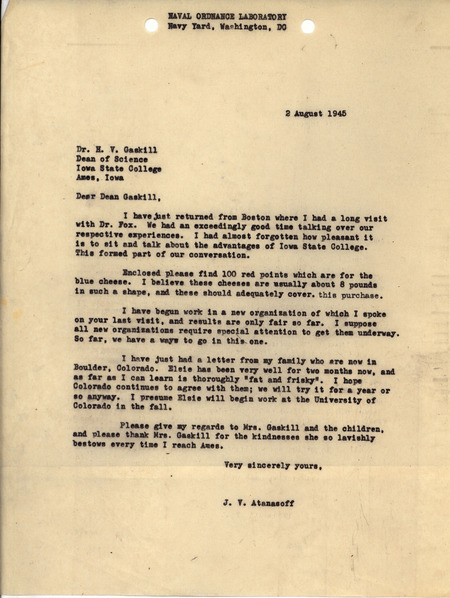 NAVAL ORDNANCE LABORATORY
Navy Yard, Washington, DC
2 August 1945
Dr. H. V. Gaskill
Dean of Science
Iowa State College
Ames, Iowa
Dear Dean Gaskill,
I have just returned from Boston where I had a long visit
with Dr. Fox. We had an exceedingly good time talking over our
respective experiences. I had almost forgotten how pleasant it
is to sit and talk about the advantages of Iowa State College.
This formed part of our conversation.
Enclosed please find 100 red points which are for the
blue cheese. I believe these cheeses are usually about 8 pounds
in such a shape, and these should adequately cover this purchase.
I have begun work in a new organization of which I spoke
on your last visit, and results are only fair so far. I suppose
all new organizations require special attention to get them underway.
So far, we have a ways to go in this one.
I have just had a letter from my family who are now in
Boulder, Colorado. Elsie has been very well for two months now, and
as far as I can learn is thoroughly "fat and frisky". I hope
Colorado continues to agree with them; we will try it for a year or
so anyway. I presume Elsie will begin work at the University of
Colorado in the fall.
Please give my regards to Mrs. Gaskill and the children,
and please thank Mrs. Gaskill for the kindnesses she so lavishly
bestows every time I reach Ames.
Very sincerely yours,
J. V. Atanasoff